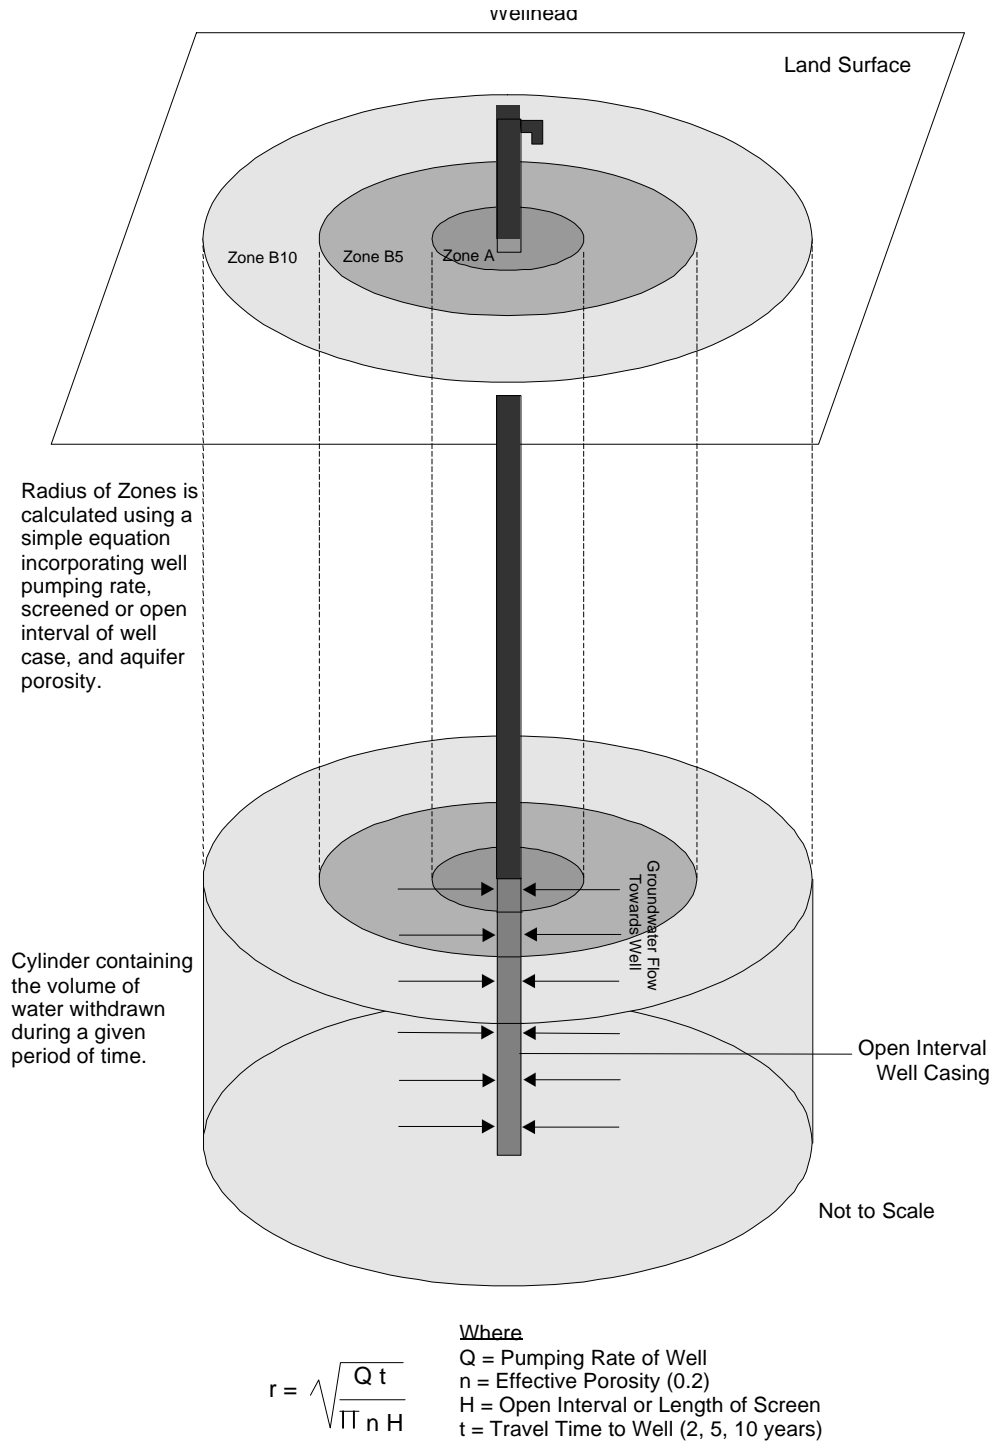 Wellhead
Land Surface
Zone B10
Zone B5
Zone A
Radius of Zones is
calculated using a
simple equation
incorporating well
pumping rate,
screened or open
interval of well
case, and aquifer
porosity.
Groundwater Flow
Towards Well
Cylinder containing
the volume of
water withdrawn
during a given
period of time.
Open Interval
Well Casing
Not to Scale
r = √(Q t / Π n H)
Where
Q = Pumping Rate of Well
n = Effective Porosity (0.2)
H = Open Interval or Length of Screen
t = Travel Time to Well (2, 5, 10 years)